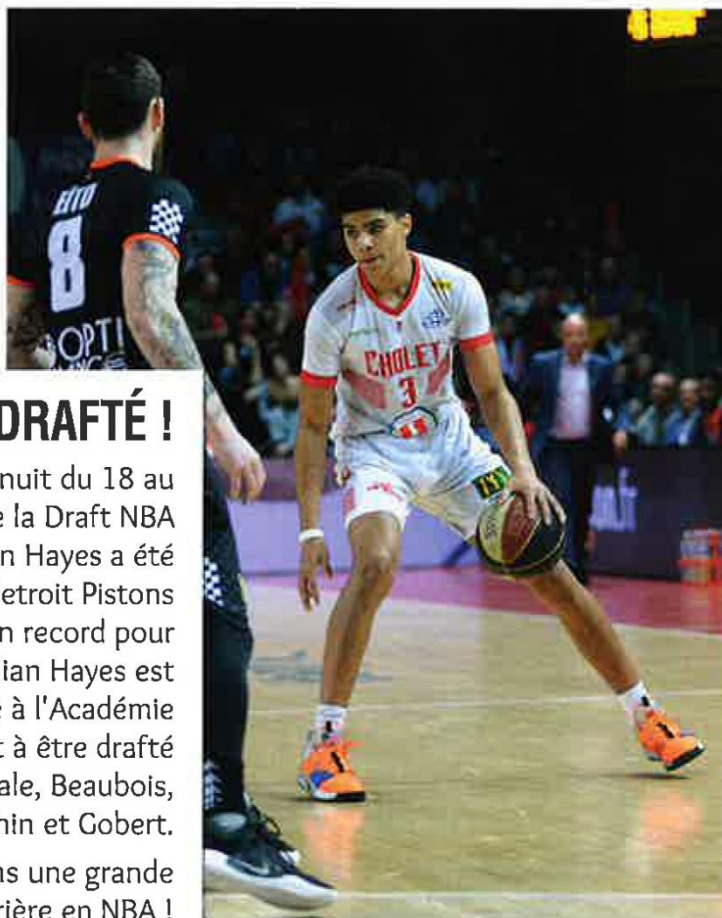 EITO
8
OPTI
CHOLET
3
DRAFTÉ !
nuit du 18 au
e la Draft NBA
n Hayes a été
etroit Pistons
n record pour
ian Hayes est
é à l'Académie
t à être drafté
ale, Beaubois,
nin et Gobert.
ns une grande
rière en NBA !